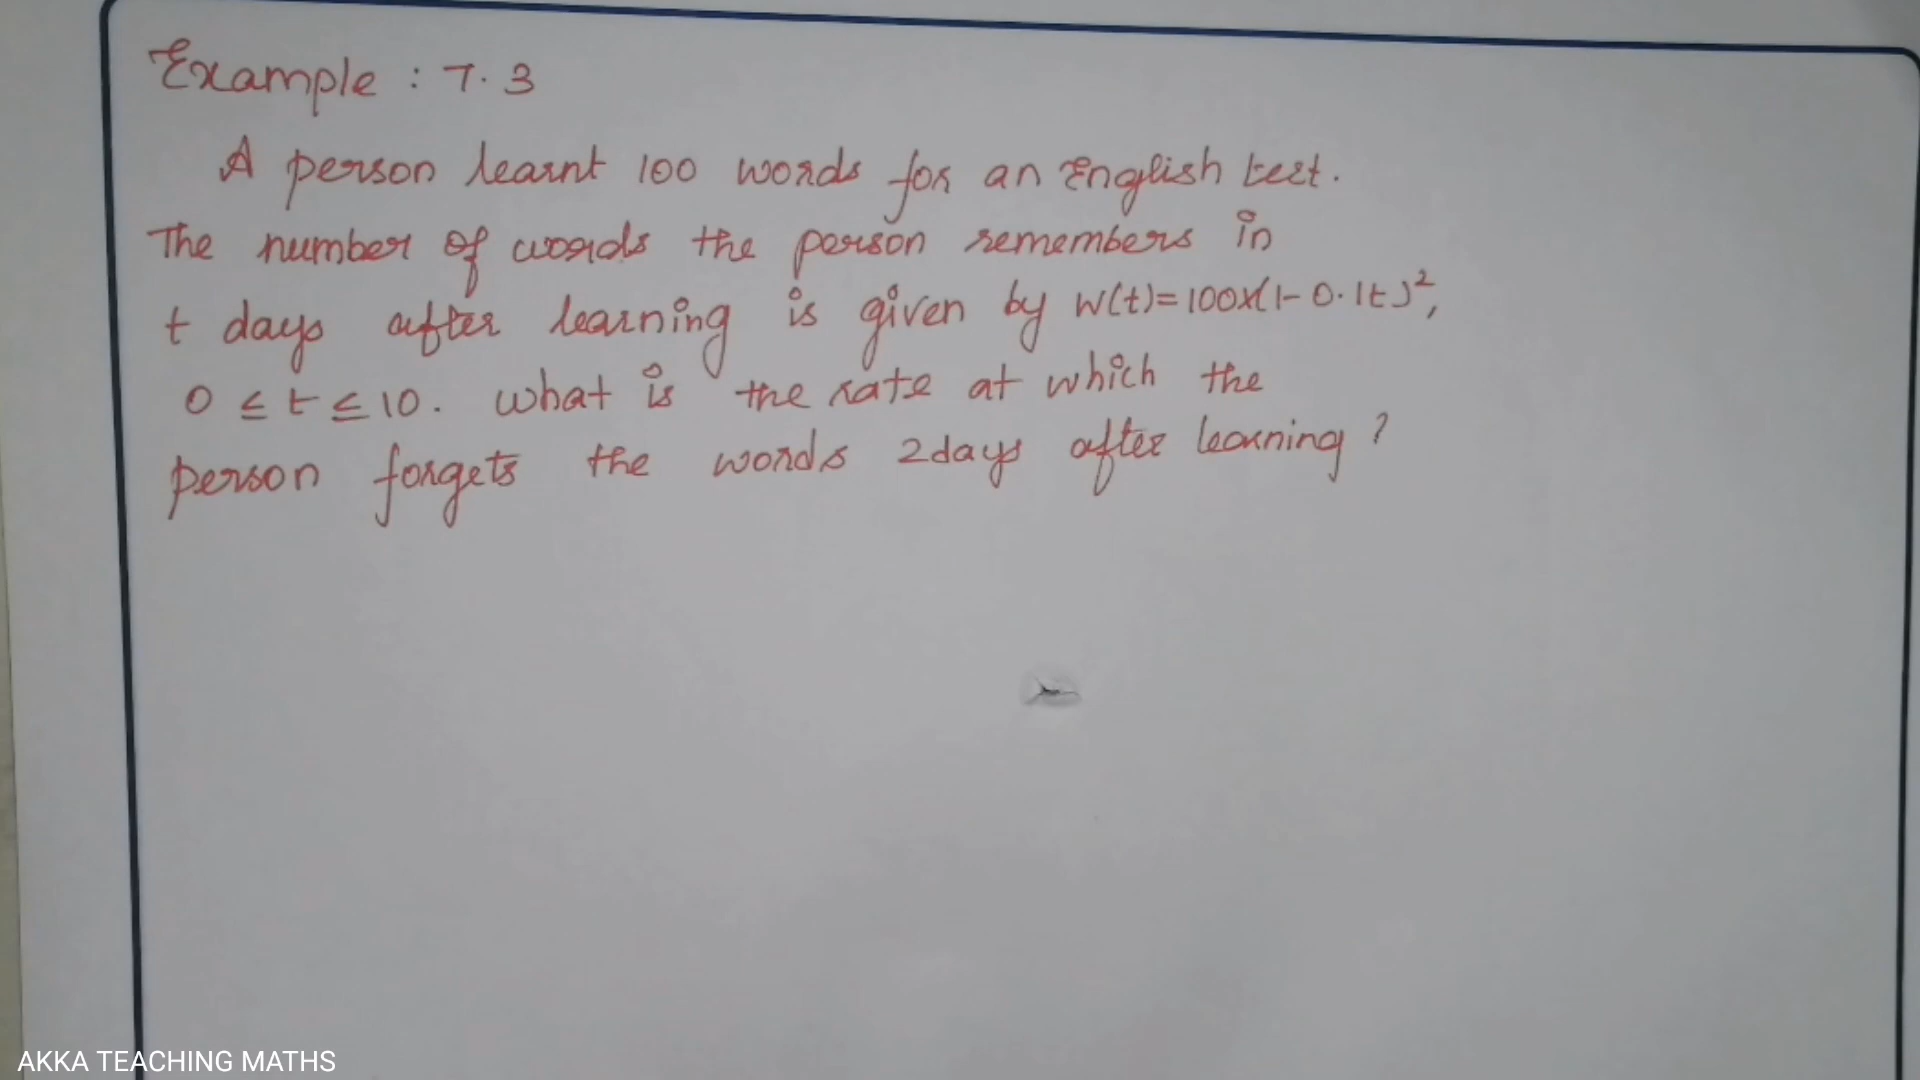 Example : 7.3
A person learnt 100 words for an English test.
The number of words the person remembers in
t days after learning is given by W(t)=100x(1-0.1t)²,
0 ≤ t ≤ 10. what is the rate at which the
person forgets the words 2days after learning?
AKKA TEACHING MATHS